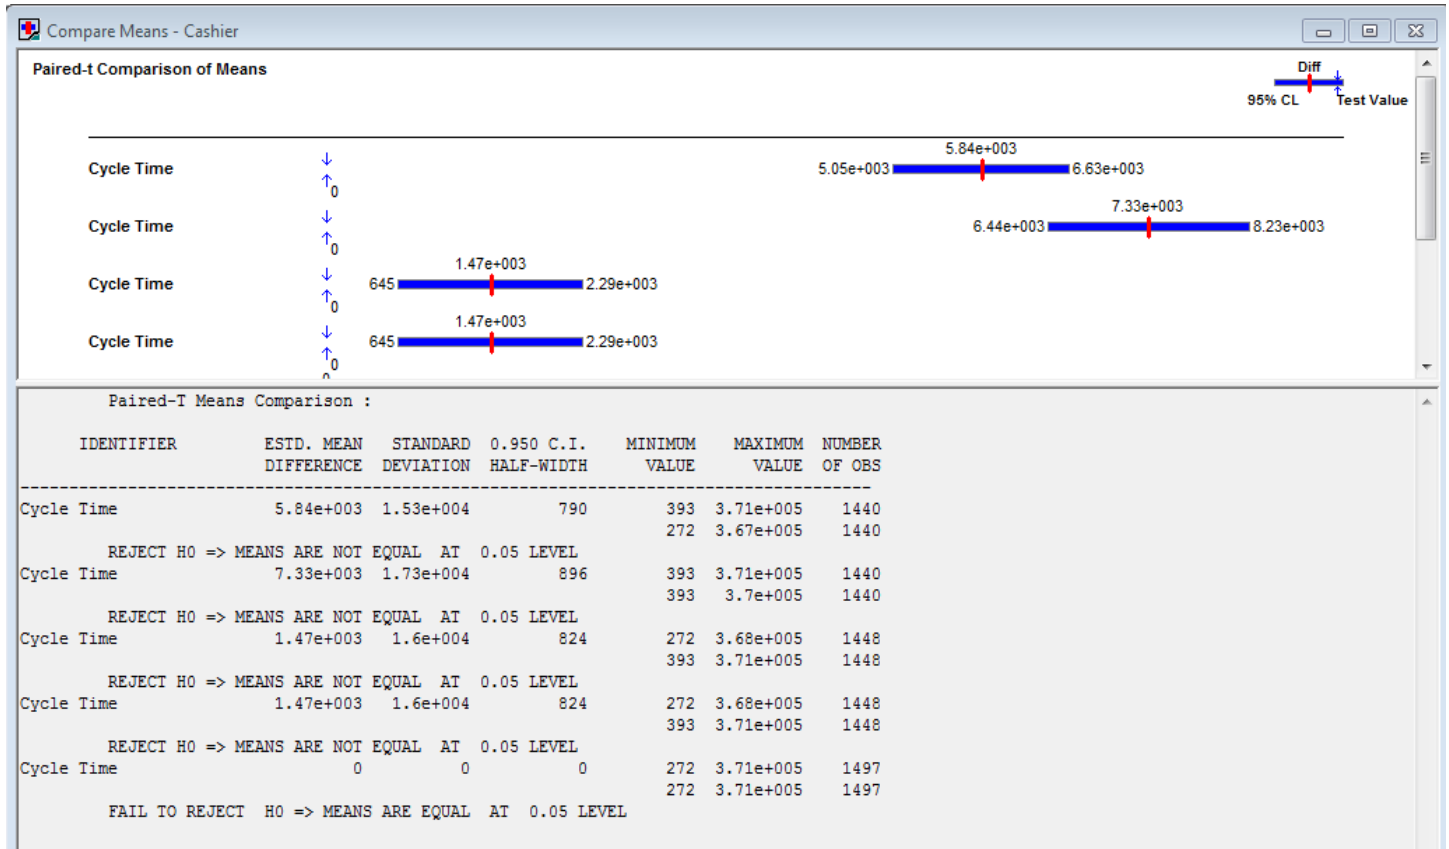 Compare Means - Cashier
Paired-t Comparison of Means
Diff
95% CL Test Value
5.84e+003
Cycle Time 0 5.05e+003 6.63e+003
7.33e+003
Cycle Time 0 6.44e+003 8.23e+003
1.47e+003
Cycle Time 0 645 2.29e+003
1.47e+003
Cycle Time 0 645 2.29e+003
Paired-T Means Comparison :
IDENTIFIER ESTD. MEAN STANDARD 0.950 C.I. MINIMUM MAXIMUM NUMBER
DIFFERENCE DEVIATION HALF-WIDTH VALUE VALUE OF OBS
Cycle Time 5.84e+003 1.53e+004 790 393 3.71e+005 1440
272 3.67e+005 1440
REJECT H0 => MEANS ARE NOT EQUAL AT 0.05 LEVEL
Cycle Time 7.33e+003 1.73e+004 896 393 3.71e+005 1440
393 3.7e+005 1440
REJECT H0 => MEANS ARE NOT EQUAL AT 0.05 LEVEL
Cycle Time 1.47e+003 1.6e+004 824 272 3.68e+005 1448
393 3.71e+005 1448
REJECT H0 => MEANS ARE NOT EQUAL AT 0.05 LEVEL
Cycle Time 1.47e+003 1.6e+004 824 272 3.68e+005 1448
393 3.71e+005 1448
REJECT H0 => MEANS ARE NOT EQUAL AT 0.05 LEVEL
Cycle Time 0 0 0 272 3.71e+005 1497
272 3.71e+005 1497
FAIL TO REJECT H0 => MEANS ARE EQUAL AT 0.05 LEVEL